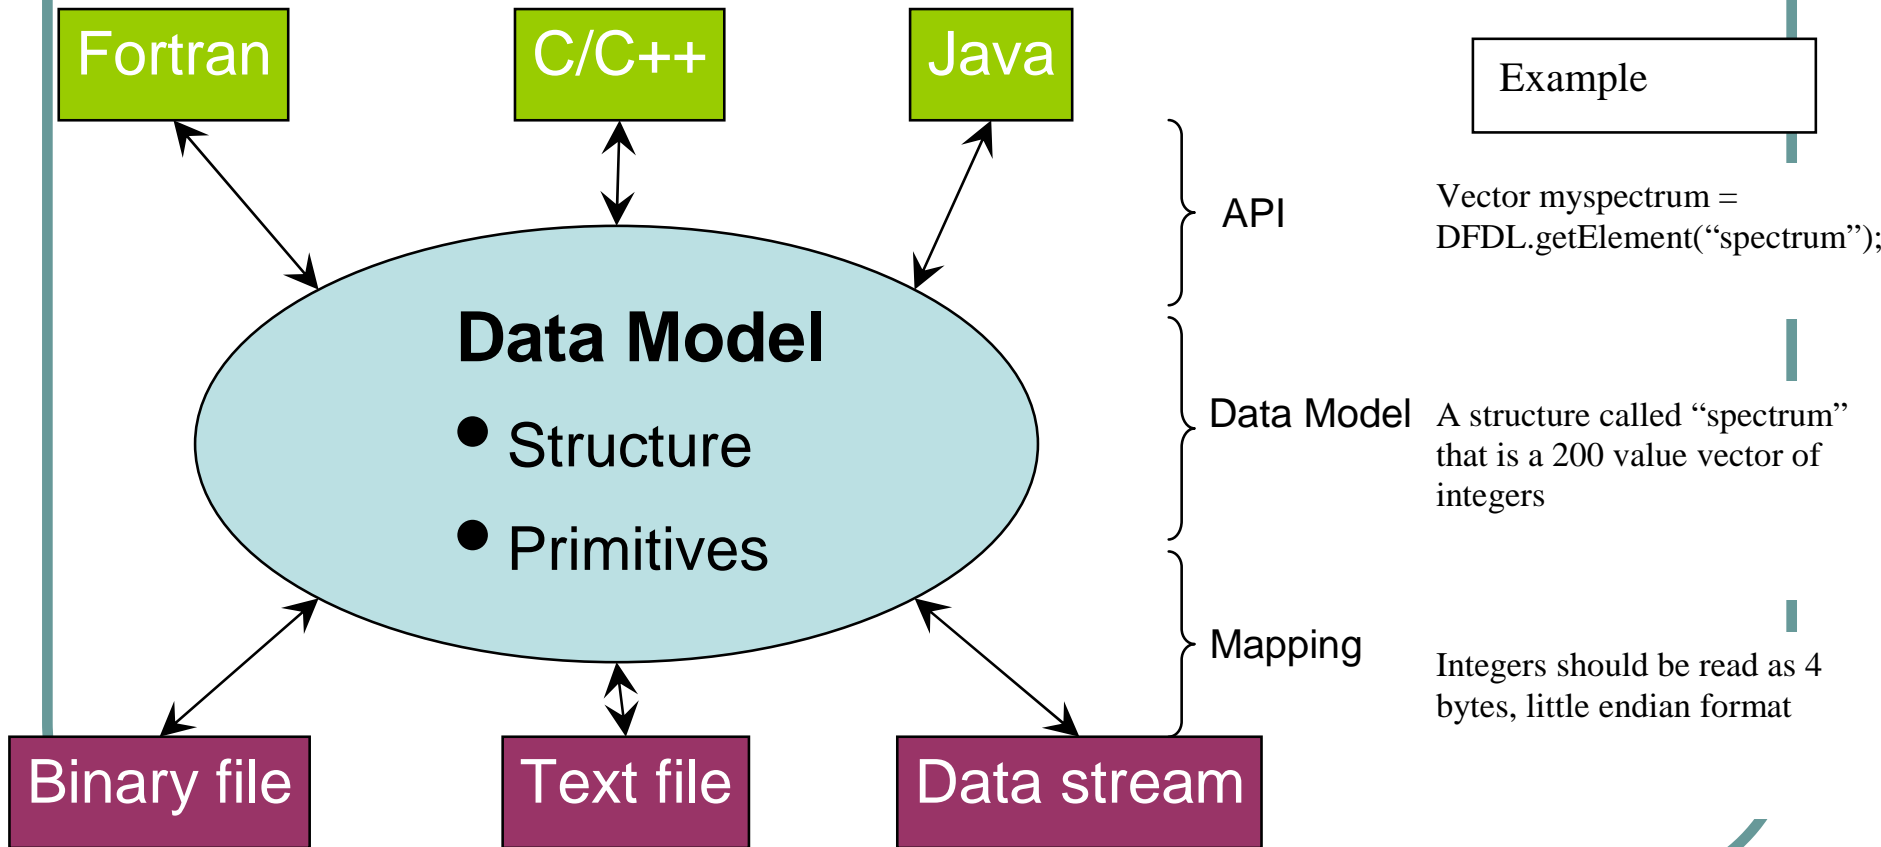 Fortran
C/C++
Java
Example
API
Vector myspectrum =
DFDL.getElement(“spectrum”);
Data Model
● Structure
● Primitives
Data Model
A structure called “spectrum”
that is a 200 value vector of
integers
Mapping
Integers should be read as 4
bytes, little endian format
Binary file
Text file
Data stream